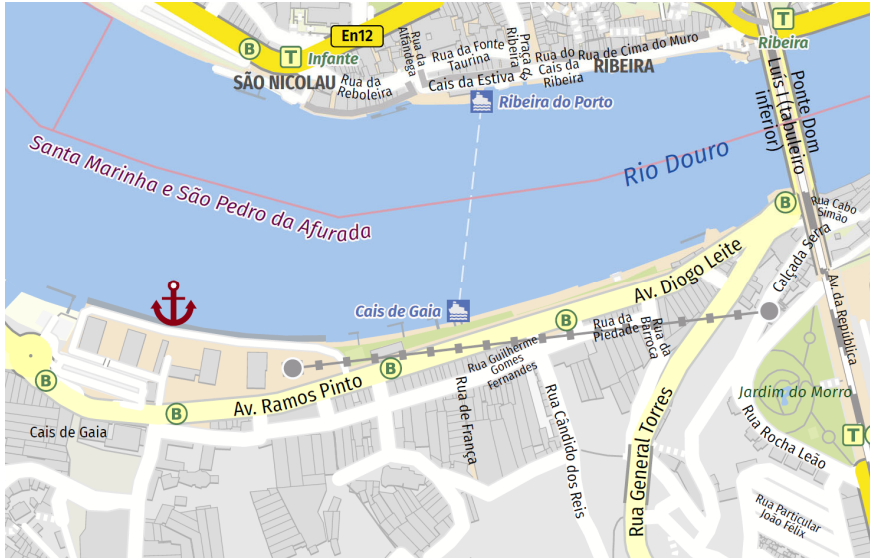 En12
B
T
Infante
SÃO NICOLAU
Rua da
Reboleira
Rua da
Alfândega
Rua da Fonte
Taurina
Cais da Estiva
Praça da
Ribeira
Rua do
Cais da
Ribeira
Rua de Cima do Muro
RIBEIRA
T
Ribeira
Ribeira do Porto
Ponte Dom
Luís I (tabuleiro
inferior)
Santa Marinha e São Pedro da Afurada
Rio Douro
B
Rua Cabo
Simão
Calçada Serra
Av. Diogo Leite
Av. da República
Cais de Gaia
B
Rua da
Piedade
Rua da
Barroca
Rua Guilherme
Gomes
Fernandes
B
B
B
Av. Ramos Pinto
Cais de Gaia
Rua de França
Rua Cândido dos Reis
Rua General Torres
Jardim do Morro
Rua Rocha Leão
T
Rua Particular
João Félix